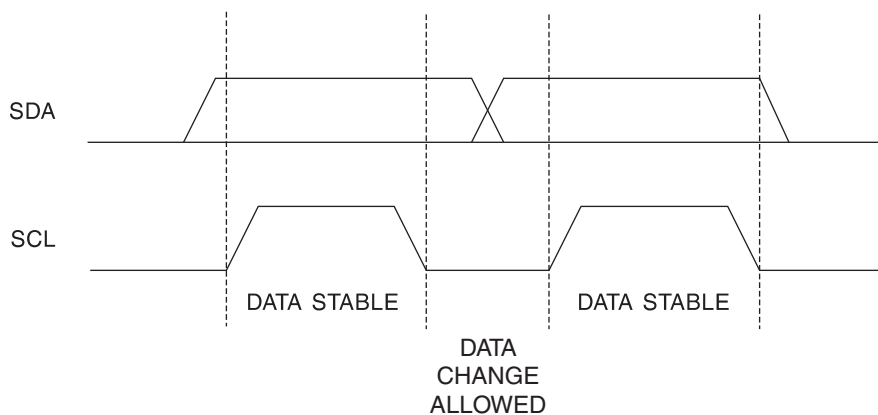 SDA
SCL
DATA STABLE
DATA STABLE
DATA
CHANGE
ALLOWED